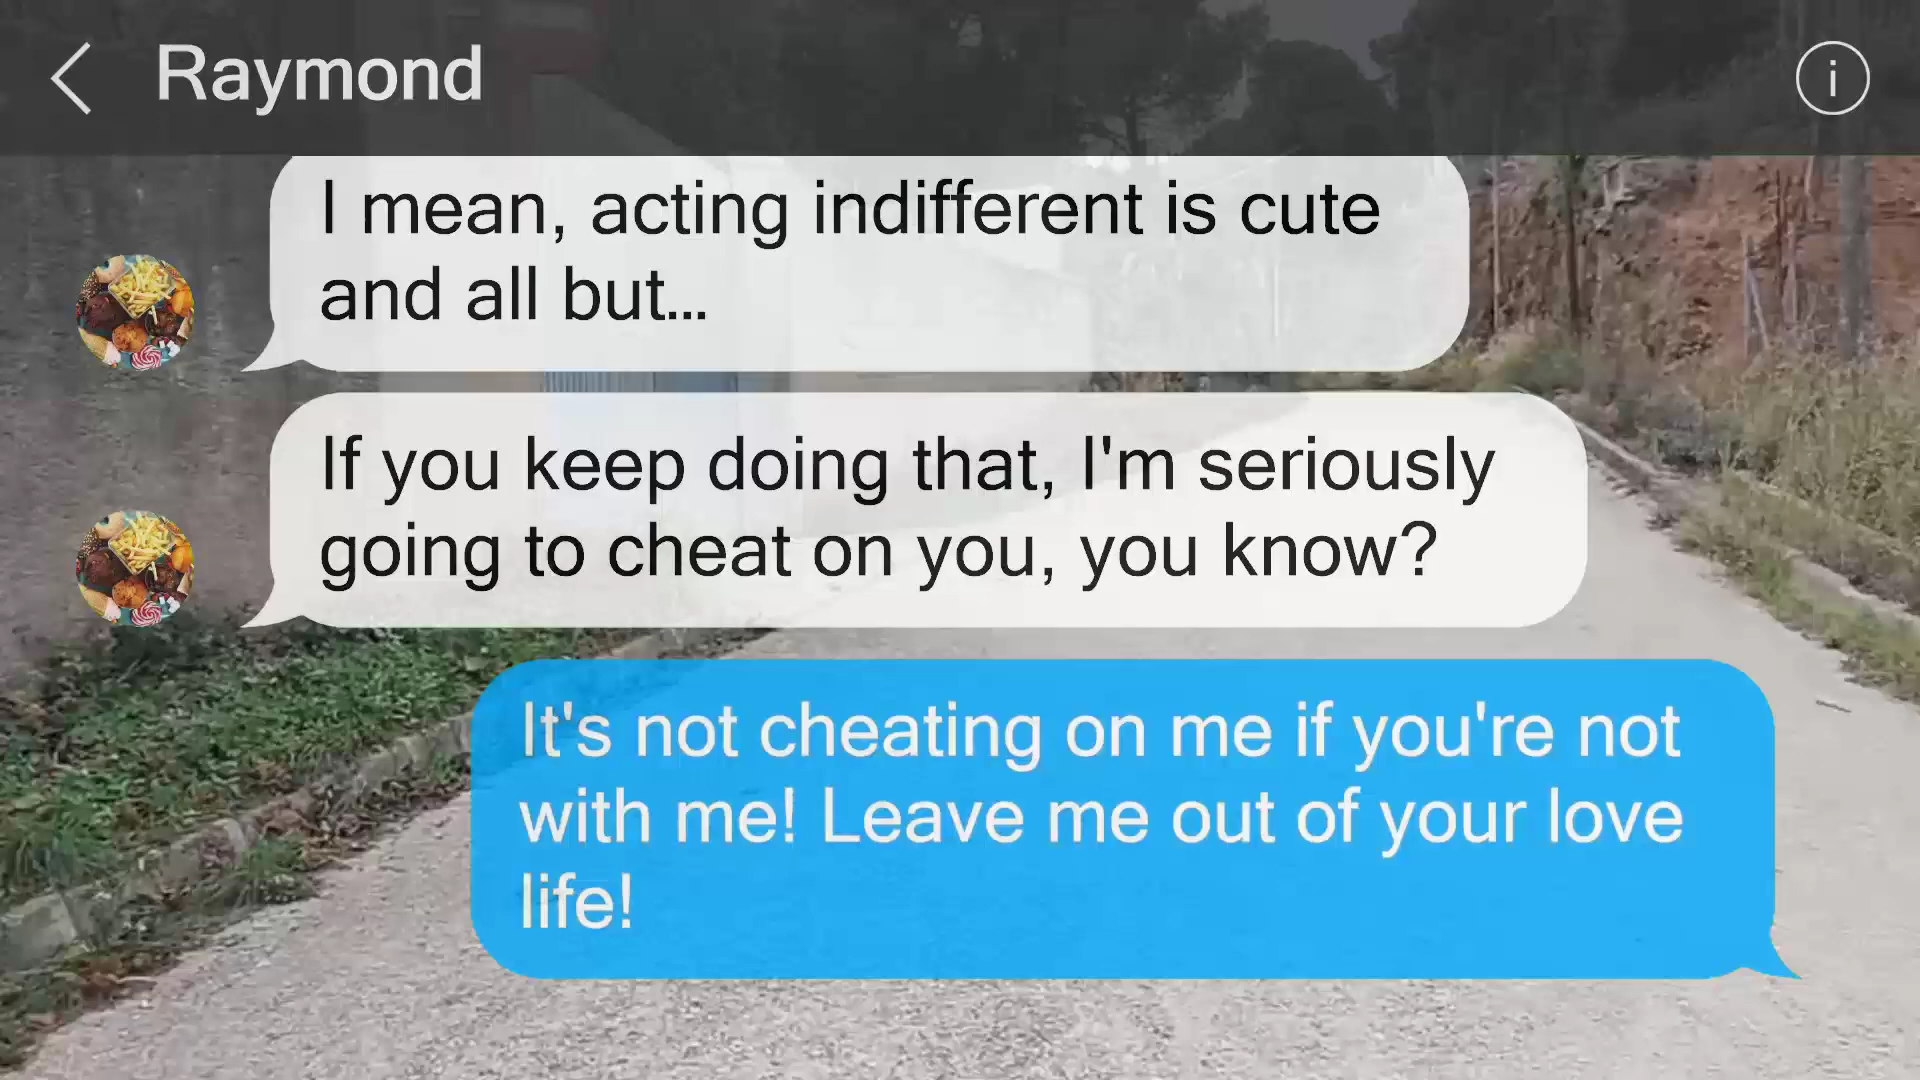 Raymond
I mean, acting indifferent is cute
and all but...
If you keep doing that, I'm seriously
going to cheat on you, you know?
It's not cheating on me if you're not
with me! Leave me out of your love
life!